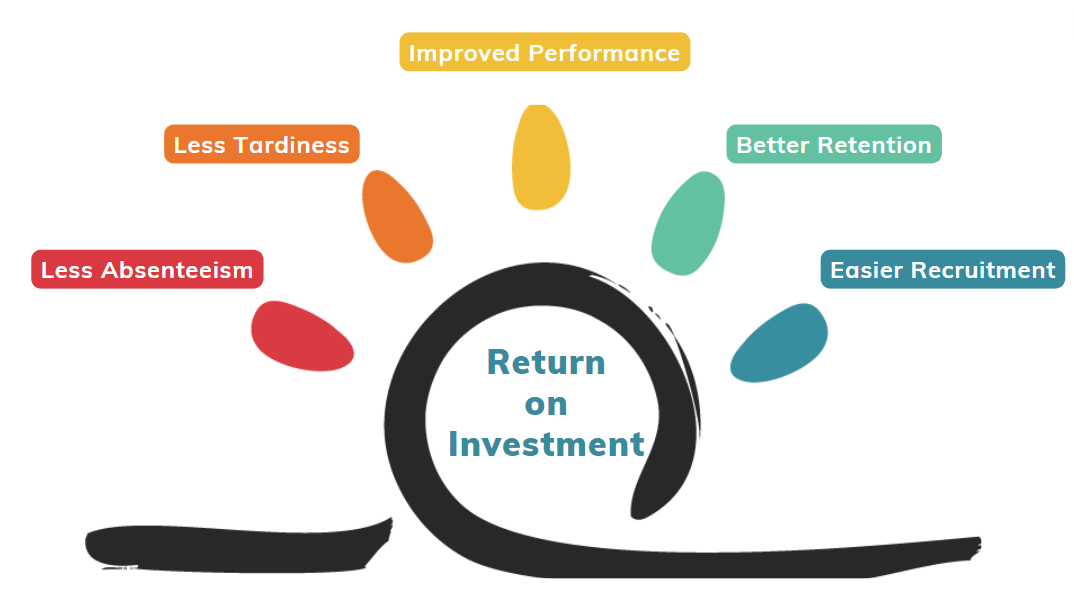 Improved Performance
Less Tardiness
Better Retention
Less Absenteeism
Easier Recruitment
Return
on
Investment